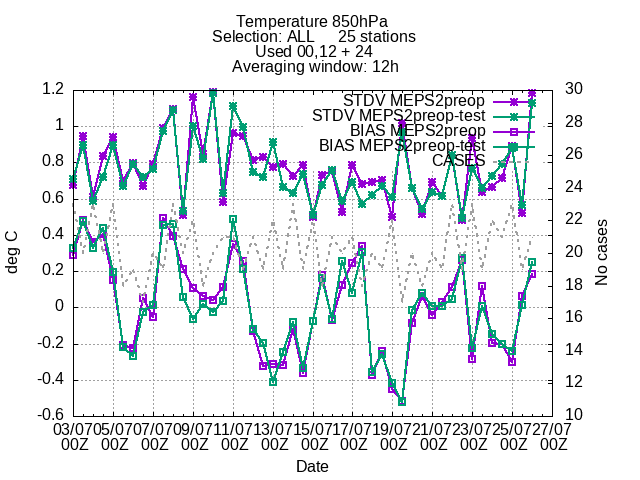 Temperature 850hPa
Selection: ALL 25 stations
Used 00,12 + 24
Averaging window: 12h
STDV MEPS2preop
STDV MEPS2preop-test
BIAS MEPS2preop
BIAS MEPS2preop-test
CASES
deg C
1.2
1
0.8
0.6
0.4
0.2
0
-0.2
-0.4
-0.6
No cases
30
28
26
24
22
20
18
16
14
12
10
03/07 05/07 07/07 09/07 11/07 13/07 15/07 17/07 19/07 21/07 23/07 25/07 27/07
00Z 00Z 00Z 00Z 00Z 00Z 00Z 00Z 00Z 00Z 00Z 00Z 00Z
Date